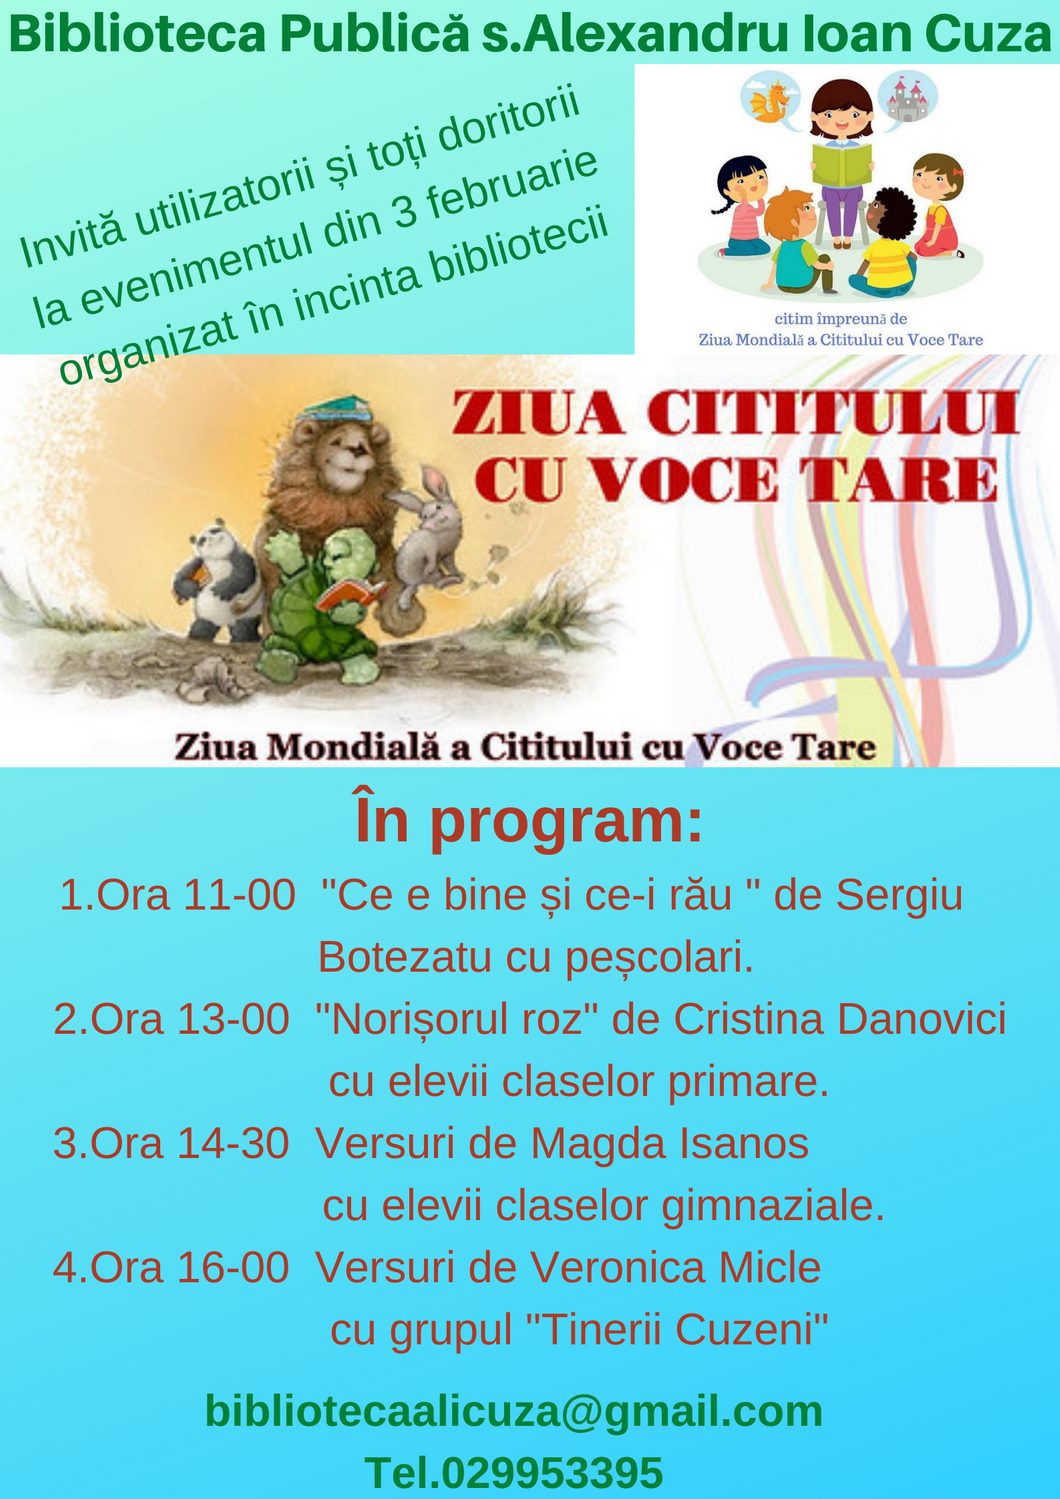 Biblioteca Publică s.Alexandru Ioan Cuza
Invită utilizatorii și toți doritorii
la evenimentul din 3 februarie
organizat în incinta bibliotecii
citim împreună de
Ziua Mondială a Cititului cu Voce Tare
ZIUA CITITULUI
CU VOCE TARE
Ziua Mondială a Cititului cu Voce Tare
În program:
1.Ora 11-00 "Ce e bine și ce-i rău " de Sergiu
Botezatu cu peșcolari.
2.Ora 13-00 "Norișorul roz" de Cristina Danovici
cu elevii claselor primare.
3.Ora 14-30 Versuri de Magda Isanos
cu elevii claselor gimnaziale.
4.Ora 16-00 Versuri de Veronica Micle
cu grupul "Tinerii Cuzeni"
bibliotecaalicuza@gmail.com
Tel.029953395